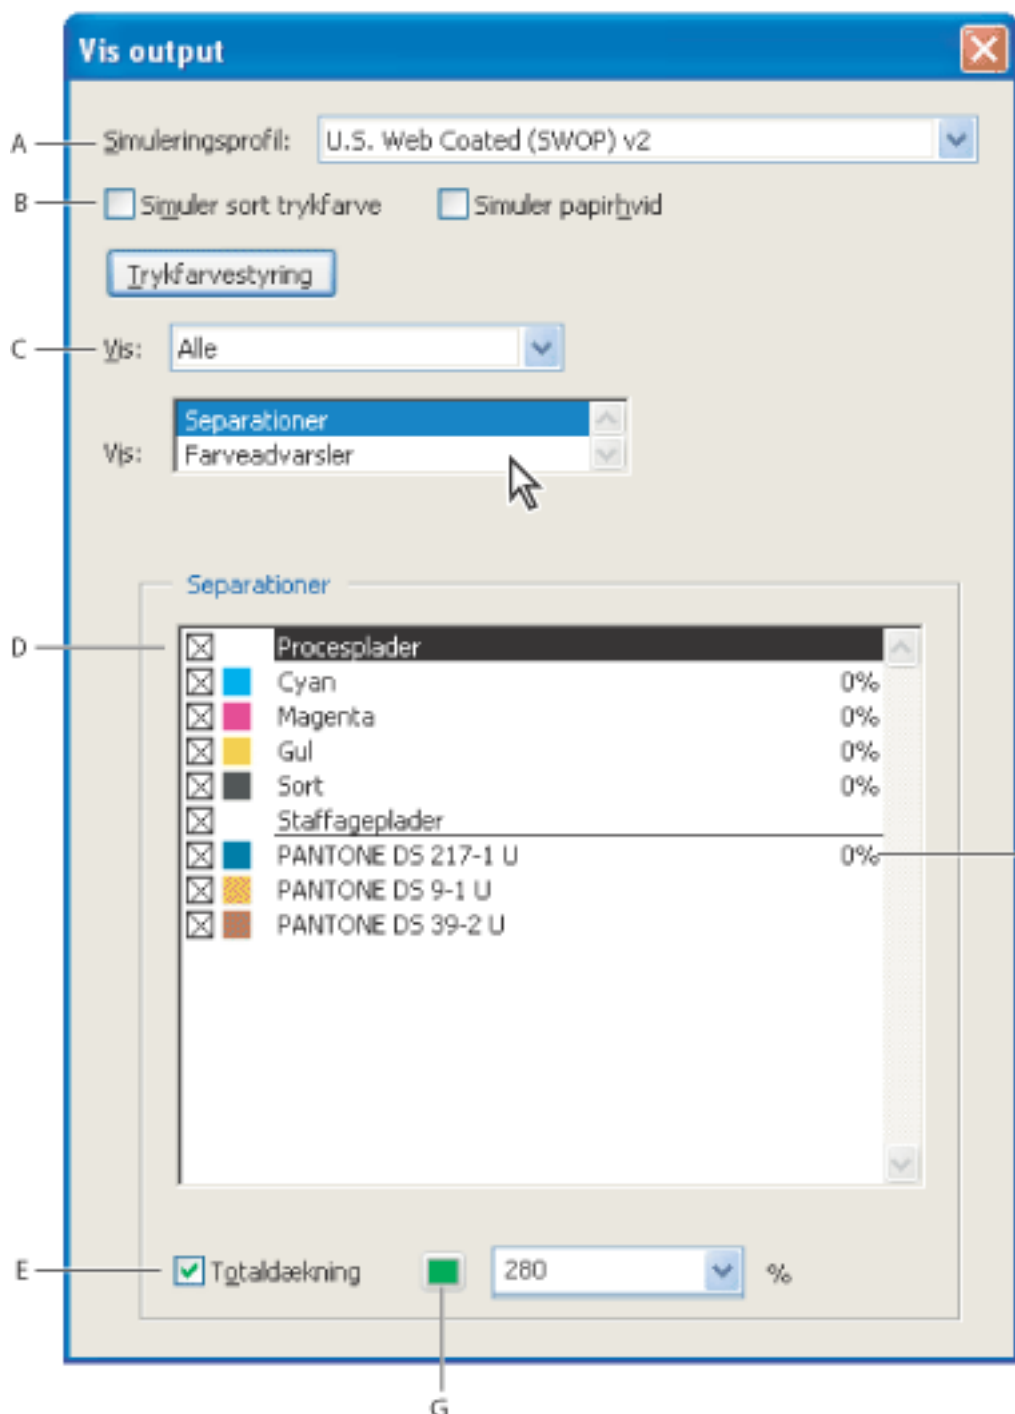 Vis output
A Simuleringsprofil: U.S. Web Coated (SWOP) v2
B Simuler sort trykfarve Simuler papirhvid
Trykfarvestyring
C Vis: Alle
Separationer
Vis: Farveadvarsler
Separationer
D Procesplader
Cyan 0%
Magenta 0%
Gul 0%
Sort 0%
Staffageplader
PANTONE DS 217-1 U 0%
PANTONE DS 9-1 U
PANTONE DS 39-2 U
E Totaldækning 280 %
G